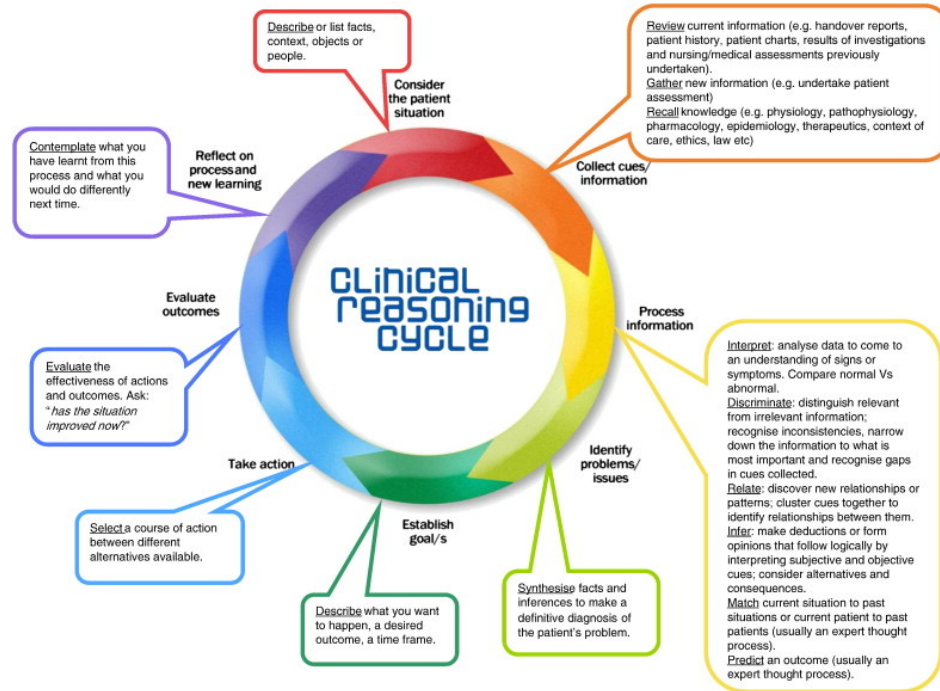 Describe or list facts,
context, objects or
people.
Consider
the patient
situation
Review current information (e.g. handover reports,
patient history, patient charts, results of investigations
and nursing/medical assessments previously
undertaken).
Gather new information (e.g. undertake patient
assessment)
Recall knowledge (e.g. physiology, pathophysiology,
pharmacology, epidemiology, therapeutics, context of
care, ethics, law etc)
Collect cues/
information
Process
information
Interpret: analyse data to come to
an understanding of signs or
symptoms. Compare normal Vs
abnormal.
Discriminate: distinguish relevant
from irrelevant information;
recognise inconsistencies, narrow
down the information to what is
most important and recognise gaps
in cues collected.
Relate: discover new relationships or
patterns; cluster cues together to
identify relationships between them.
Infer: make deductions or form
opinions that follow logically by
interpreting subjective and objective
cues; consider alternatives and
consequences.
Match current situation to past
situations or current patient to past
patients (usually an expert thought
process).
Predict an outcome (usually an
expert thought process).
Identify
problems/
issues
Synthesise facts and
inferences to make a
definitive diagnosis of
the patient's problem.
Establish
goal/s
Describe what you want
to happen, a desired
outcome, a time frame.
Take action
Select a course of action
between different
alternatives available.
Evaluate
outcomes
Evaluate the
effectiveness of actions
and outcomes. Ask:
"has the situation
improved now?"
Reflect on
process and
new learning
Contemplate what you
have learnt from this
process and what you
would do differently
next time.
CLINICAL
REASONING
CYCLE